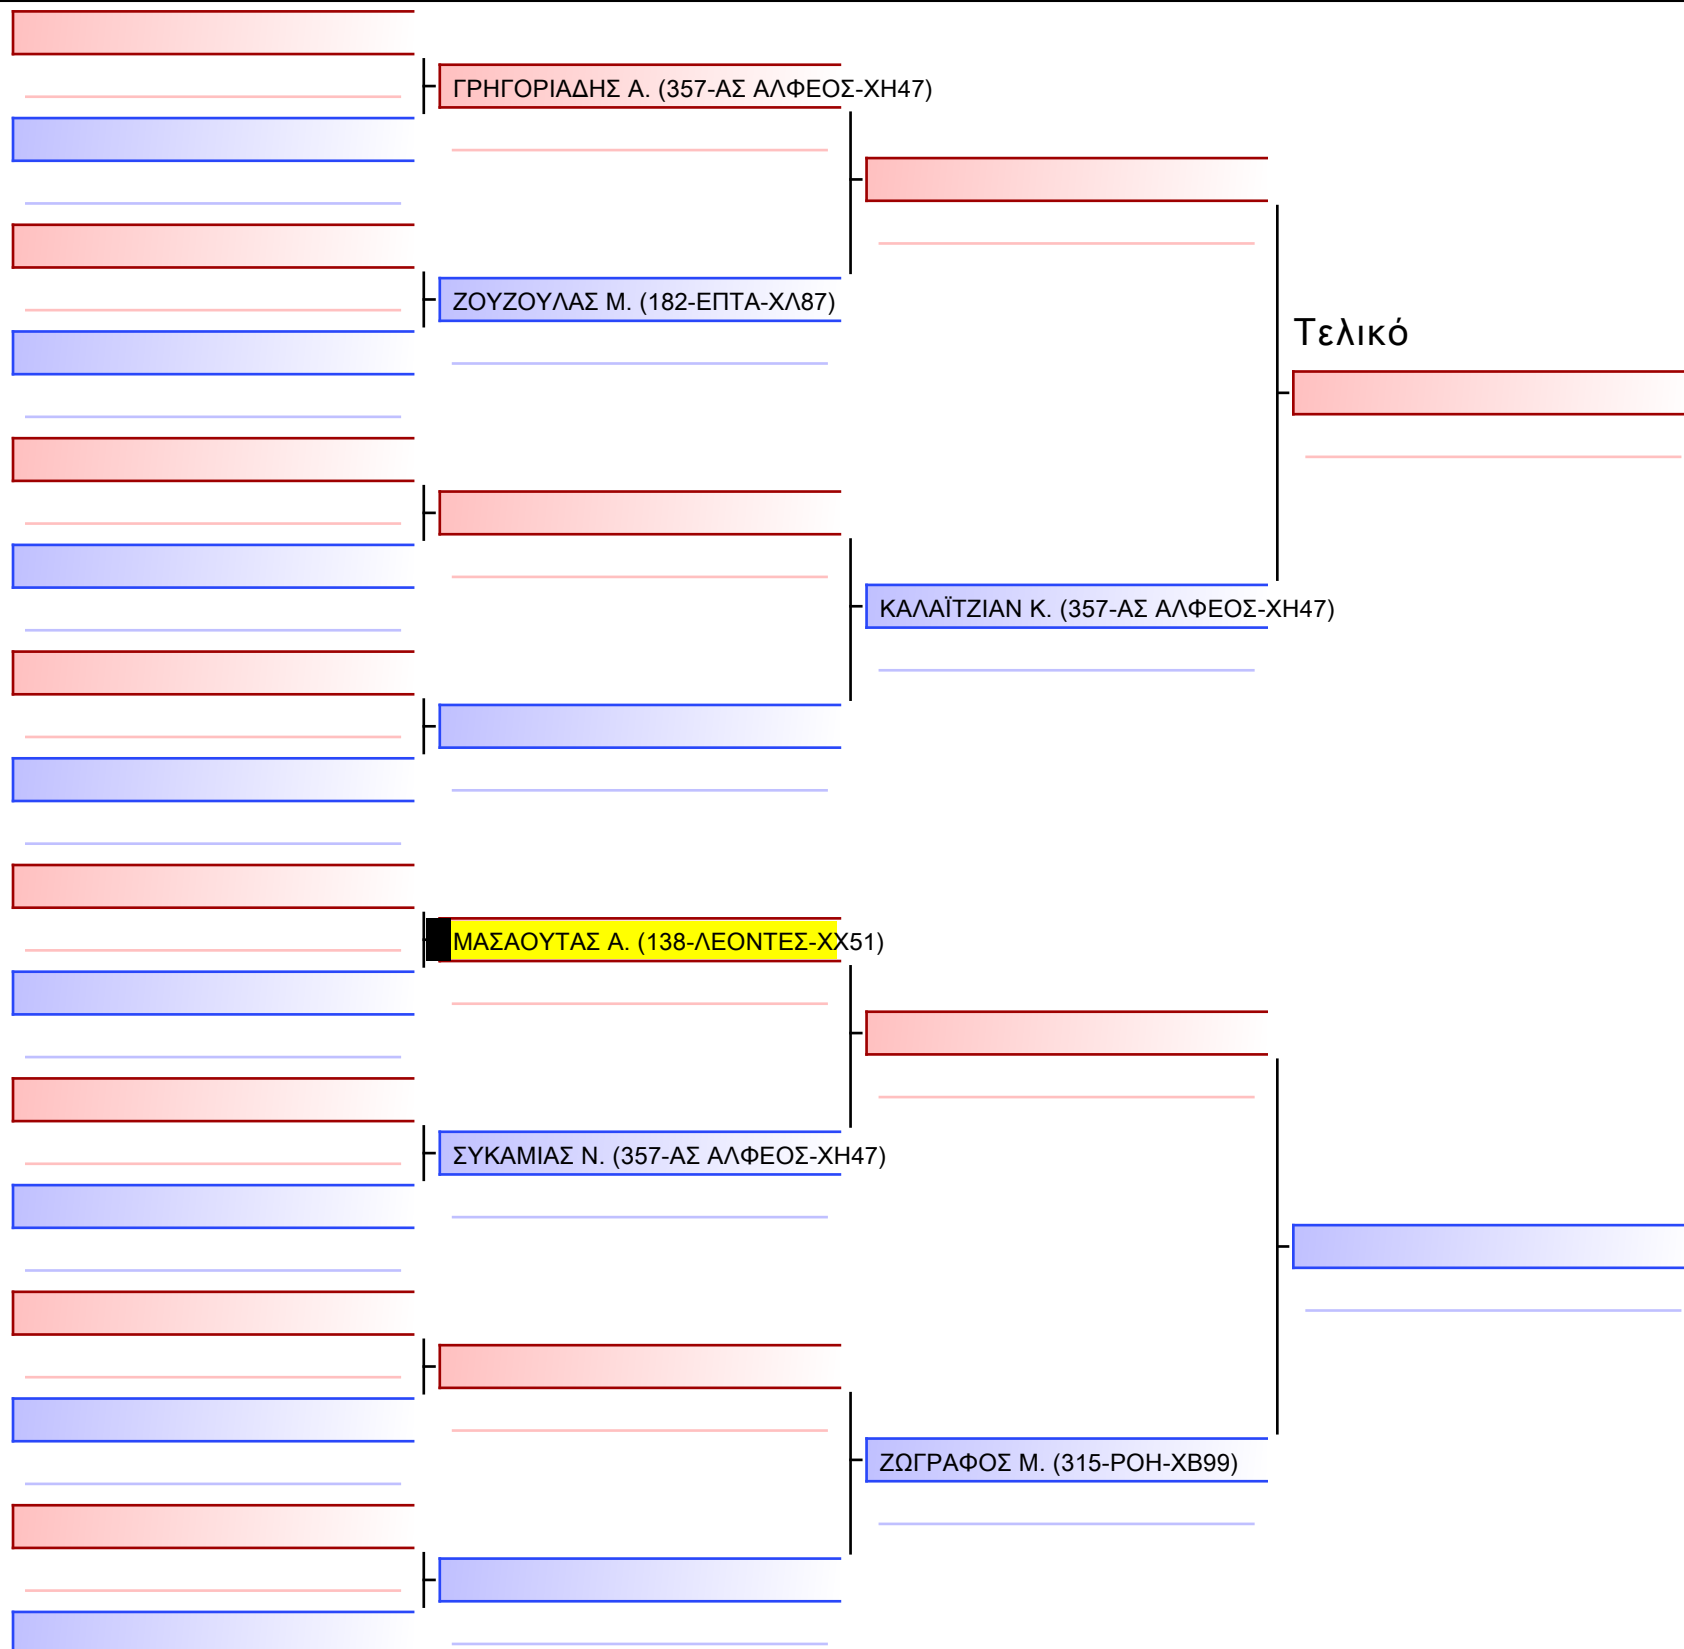 ΓΡΗΓΟΡΙΑΔΗΣ Α. (357-ΑΣ ΑΛΦΕΟΣ-ΧΗ47)
ΖΟΥΖΟΥΛΑΣ Μ. (182-ΕΠΤΑ-ΧΛ87)
Τελικό
ΚΑΛΑΪΤΖΙΑΝ Κ. (357-ΑΣ ΑΛΦΕΟΣ-ΧΗ47)
ΜΑΣΑΟΥΤΑΣ Α. (138-ΛΕΟΝΤΕΣ-ΧΧ51)
ΣΥΚΑΜΙΑΣ Ν. (357-ΑΣ ΑΛΦΕΟΣ-ΧΗ47)
ΖΩΓΡΑΦΟΣ Μ. (315-ΡΟΗ-ΧΒ99)